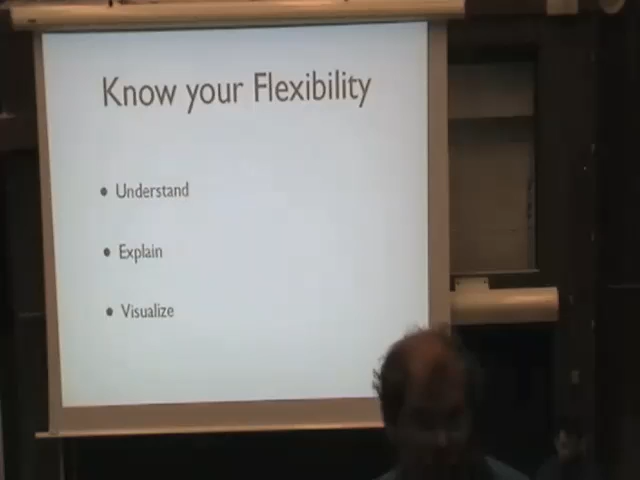 Know your Flexibility
• Understand
• Explain
• Visualize